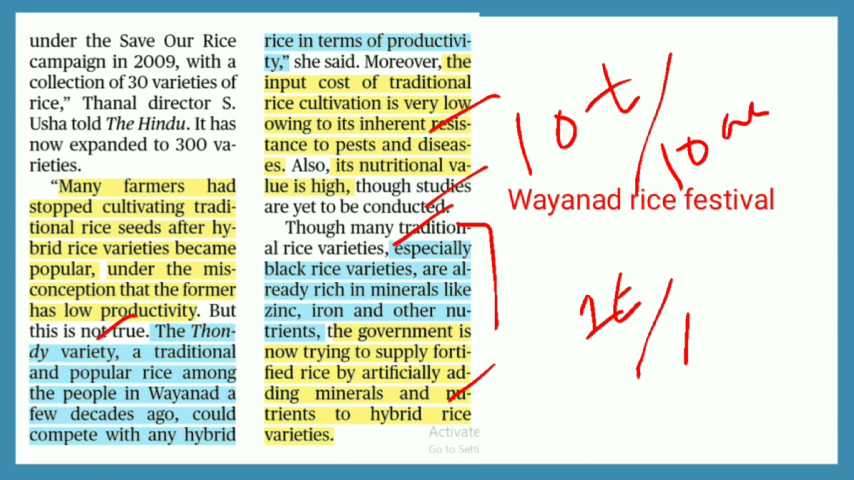 under the Save Our Rice
campaign in 2009, with a
collection of 30 varieties of
rice,” Thanal director S.
Usha told The Hindu. It has
now expanded to 300 va-
rieties.
“Many farmers had
stopped cultivating tradi-
tional rice seeds after hy-
brid rice varieties became
popular, under the mis-
conception that the former
has low productivity. But
this is not true. The Thon-
dy variety, a traditional
and popular rice among
the people in Wayanad a
few decades ago, could
compete with any hybrid
rice in terms of productivi-
ty,” she said. Moreover, the
input cost of traditional
rice cultivation is very low
owing to its inherent resis-
tance to pests and diseas-
es. Also, its nutritional va-
lue is high, though studies
are yet to be conducted.
Though many tradition-
al rice varieties, especially
black rice varieties, are al-
ready rich in minerals like
zinc, iron and other nu-
trients, the government is
now trying to supply forti-
fied rice by artificially ad-
ding minerals and nu-
trients to hybrid rice
varieties.
Activate
Go to Setti
10 t/10
Wayanad rice festival